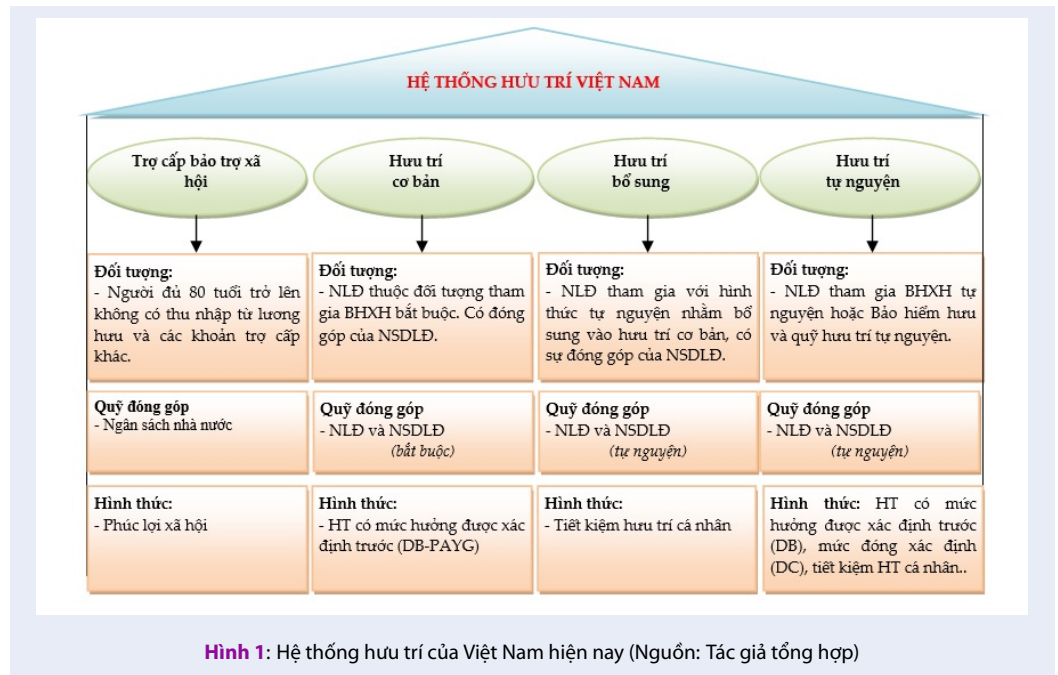 HỆ THỐNG HƯU TRÍ VIỆT NAM
Trợ cấp bảo trợ xã
hội
Hưu trí
cơ bản
Hưu trí
bổ sung
Hưu trí
tự nguyện
Đối tượng:
- Người đủ 80 tuổi trở lên
không có thu nhập từ lương
hưu và các khoản trợ cấp
khác.
Đối tượng:
- NLĐ thuộc đối tượng tham
gia BHXH bắt buộc. Có đóng
góp của NSDLĐ.
Đối tượng:
- NLĐ tham gia với hình
thức tự nguyện nhằm bổ
sung vào hưu trí cơ bản, có
sự đóng góp của NSDLĐ.
Đối tượng:
- NLĐ tham gia BHXH tự
nguyện hoặc Bảo hiểm hưu
và quỹ hưu trí tự nguyện.
Quỹ đóng góp
- Ngân sách nhà nước
Quỹ đóng góp
- NLĐ và NSDLĐ
(bắt buộc)
Quỹ đóng góp
- NLĐ và NSDLĐ
(tự nguyện)
Quỹ đóng góp
- NLĐ và NSDLĐ
(tự nguyện)
Hình thức:
- Phúc lợi xã hội
Hình thức:
- HT có mức hưởng được xác
định trước (DB-PAYG)
Hình thức:
- Tiết kiệm hưu trí cá nhân
Hình thức: HT có mức
hưởng được xác định trước
(DB), mức đóng xác định
(DC), tiết kiệm HT cá nhân..
Hình 1: Hệ thống hưu trí của Việt Nam hiện nay (Nguồn: Tác giả tổng hợp)